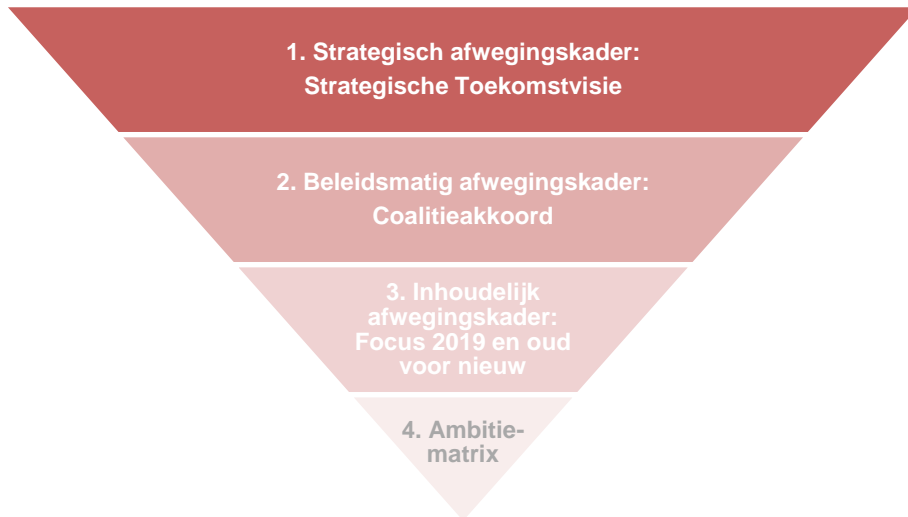 1. Strategisch afwegingskader:
Strategische Toekomstvisie
2. Beleidsmatig afwegingskader:
Coalitieakkoord
3. Inhoudelijk
afwegingskader:
Focus 2019 en oud
voor nieuw
4. Ambitie-
matrix